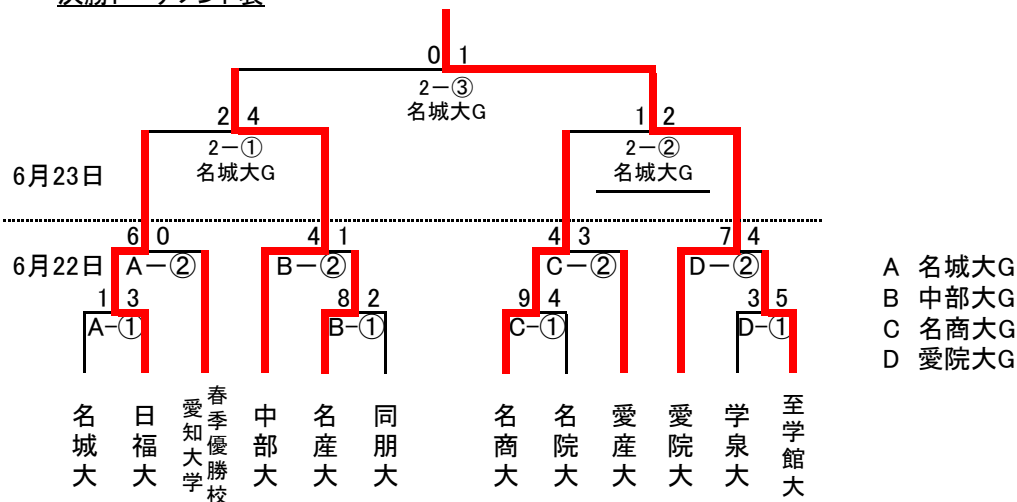 決勝トーナメント表
0 1
2-③
名城大G
2 4
1 2
2-①
名城大G
2-②
名城大G
6月23日
6 0
4 1
4 3
7 4
6月22日
A-②
B-②
C-②
D-②
1 3
8 2
9 4
3 5
A-①
B-①
C-①
D-①
A 名城大G
B 中部大G
C 名商大G
D 愛院大G
名城大
日福大
愛知大学
春季優勝校
中部大
名産大
同朋大
名商大
名院大
愛産大
愛院大
学泉大
至学館大